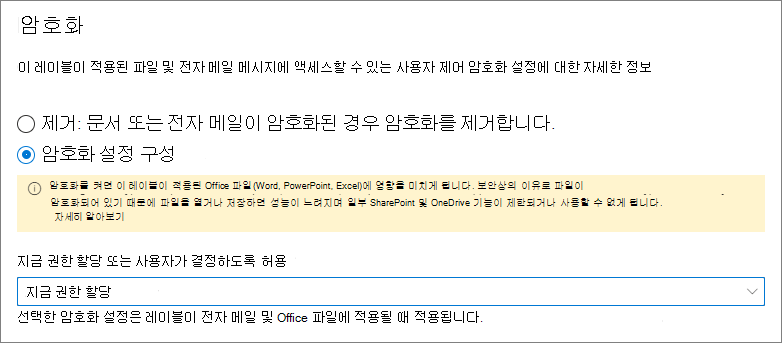 암호화
이 레이블이 적용된 파일 및 전자 메일 메시지에 액세스할 수 있는 사용자 제어 암호화 설정에 대한 자세한 정보
제거: 문서 또는 전자 메일이 암호화된 경우 암호화를 제거합니다.
암호화 설정 구성
암호화를 켜면 이 레이블이 적용된 Office 파일(Word, PowerPoint, Excel)에 영향을 미치게 됩니다. 보안상의 이유로 파일이
암호화되어 있기 때문에 파일을 열거나 저장하면 성능이 느려지며 일부 SharePoint 및 OneDrive 기능이 제한되거나 사용할 수 없게 됩니다.
자세히 알아보기
지금 권한 할당 또는 사용자가 결정하도록 허용
지금 권한 할당
선택한 암호화 설정은 레이블이 전자 메일 및 Office 파일에 적용될 때 적용됩니다.